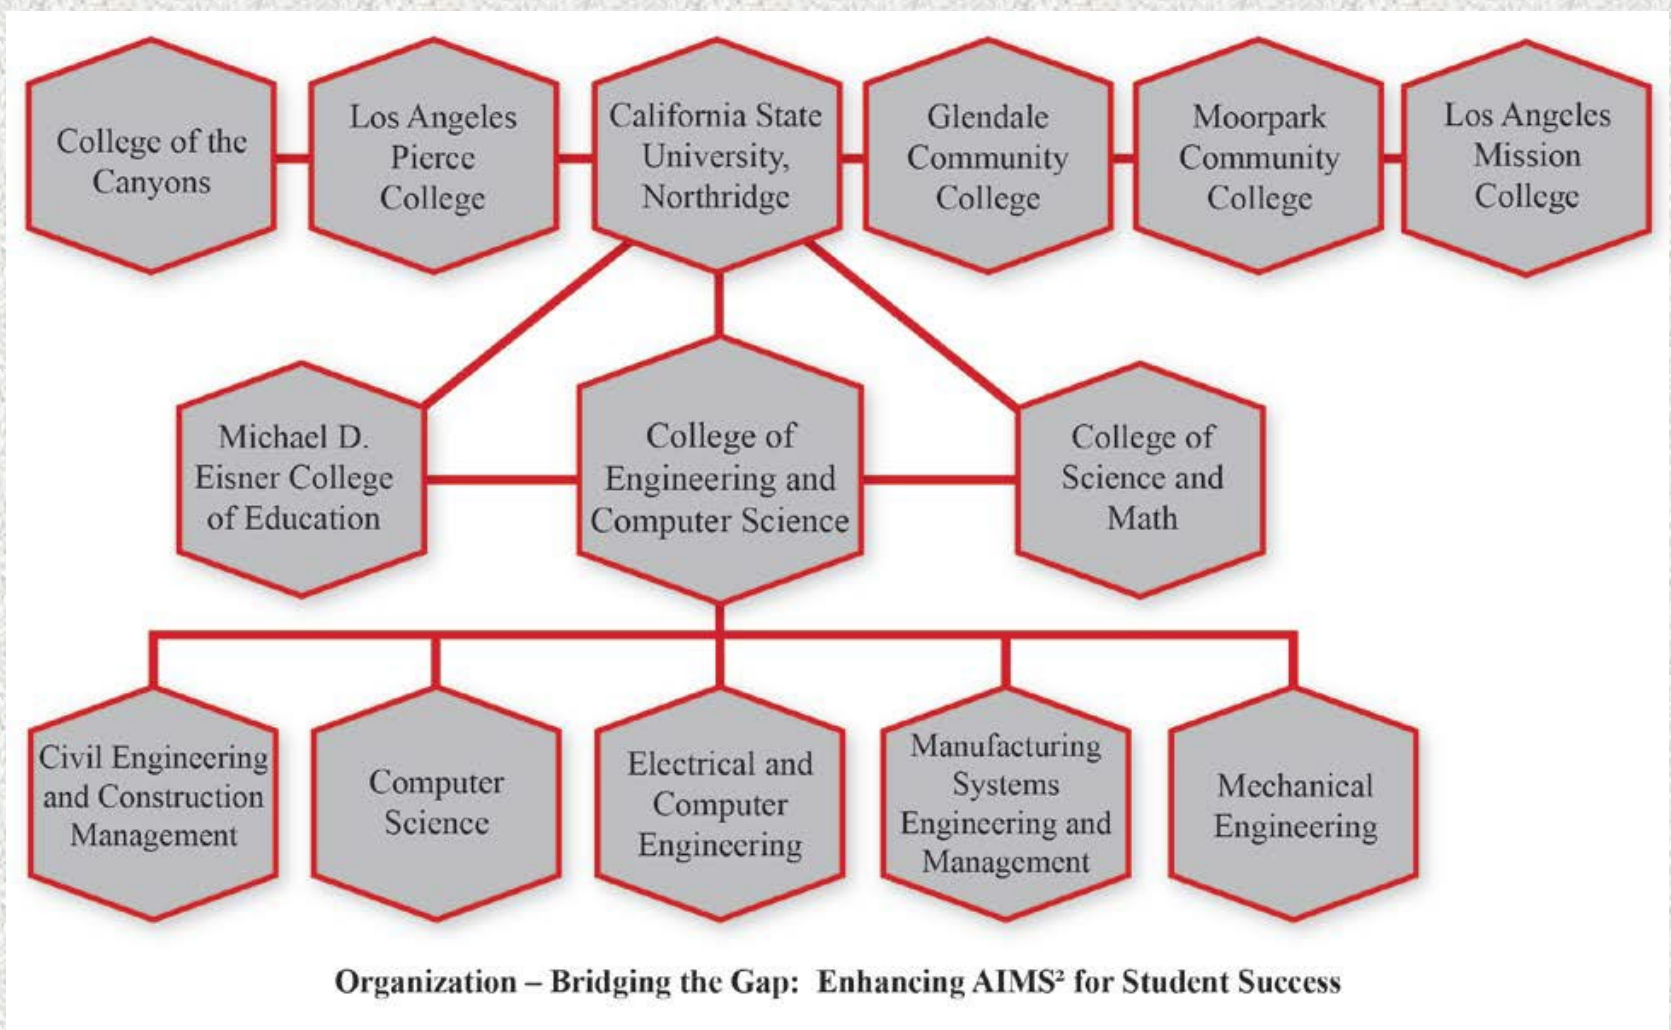 College of the
Canyons
Los Angeles
Pierce
College
California State
University,
Northridge
Glendale
Community
College
Moorpark
Community
College
Los Angeles
Mission
College
Michael D.
Eisner College
of Education
College of
Engineering and
Computer Science
College of
Science and
Math
Civil Engineering
and Construction
Management
Computer
Science
Electrical and
Computer
Engineering
Manufacturing
Systems
Engineering and
Management
Mechanical
Engineering
Organization – Bridging the Gap: Enhancing AIMS² for Student Success